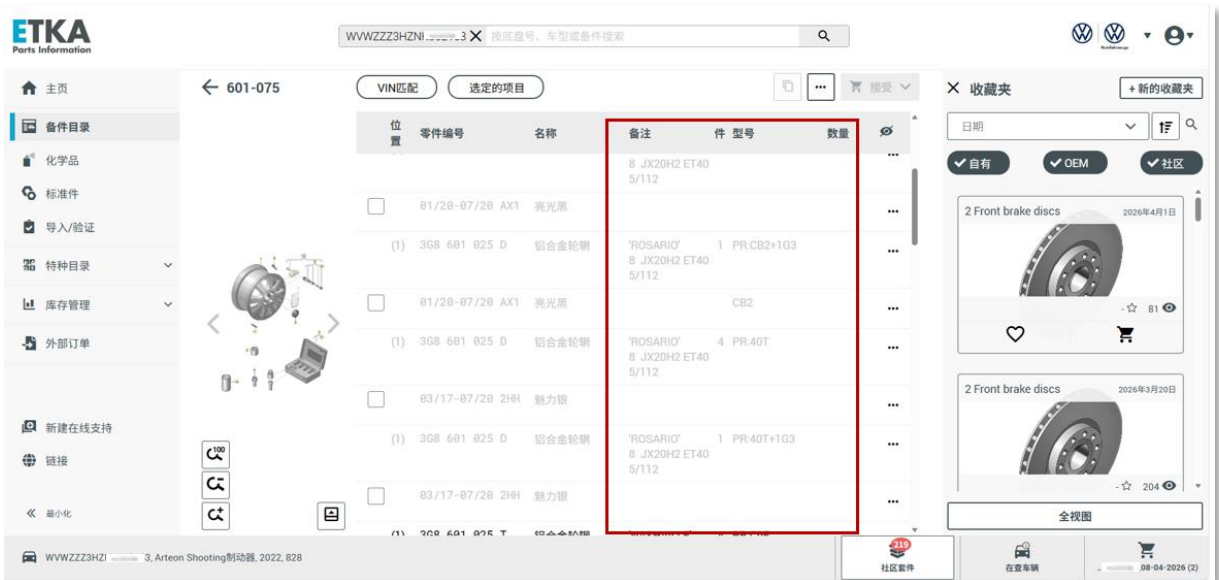 ETKA
Parts Information
按底盘号、车型或备件搜索
主页
备件目录
化学品
标准件
导入/验证
特种目录
库存管理
外部订单
新建在线支持
链接
最小化
601-075
VIN匹配
选定的项目
接受
位置 零件编号 名称 备注 件 型号 数量
8 JX20H2 ET40
5/112
01/20-07/20 AX1 亮光黑
(1) 3G8 601 025 D 铝合金轮辋 'ROSARIO' 1 PR:CB2+1G3
8 JX20H2 ET40
5/112
01/20-07/20 AX1 亮光黑 CB2
(1) 3G8 601 025 D 铝合金轮辋 'ROSARIO' 4 PR:40T
8 JX20H2 ET40
5/112
03/17-07/20 2HH 魅力银
(1) 3G8 601 025 D 铝合金轮辋 'ROSARIO' 1 PR:40T+1G3
8 JX20H2 ET40
5/112
03/17-07/20 2HH 魅力银
(1) 3G8 601 025 T 铝合金轮辋
100
收藏夹
+新的收藏夹
日期
自有
OEM
社区
2 Front brake discs 2026年4月1日
- 81
2 Front brake discs 2026年3月20日
- 204
全视图
3, Arteon Shooting制动器, 2022, 828
219
社区套件
在查车辆
08-04-2026 (2)